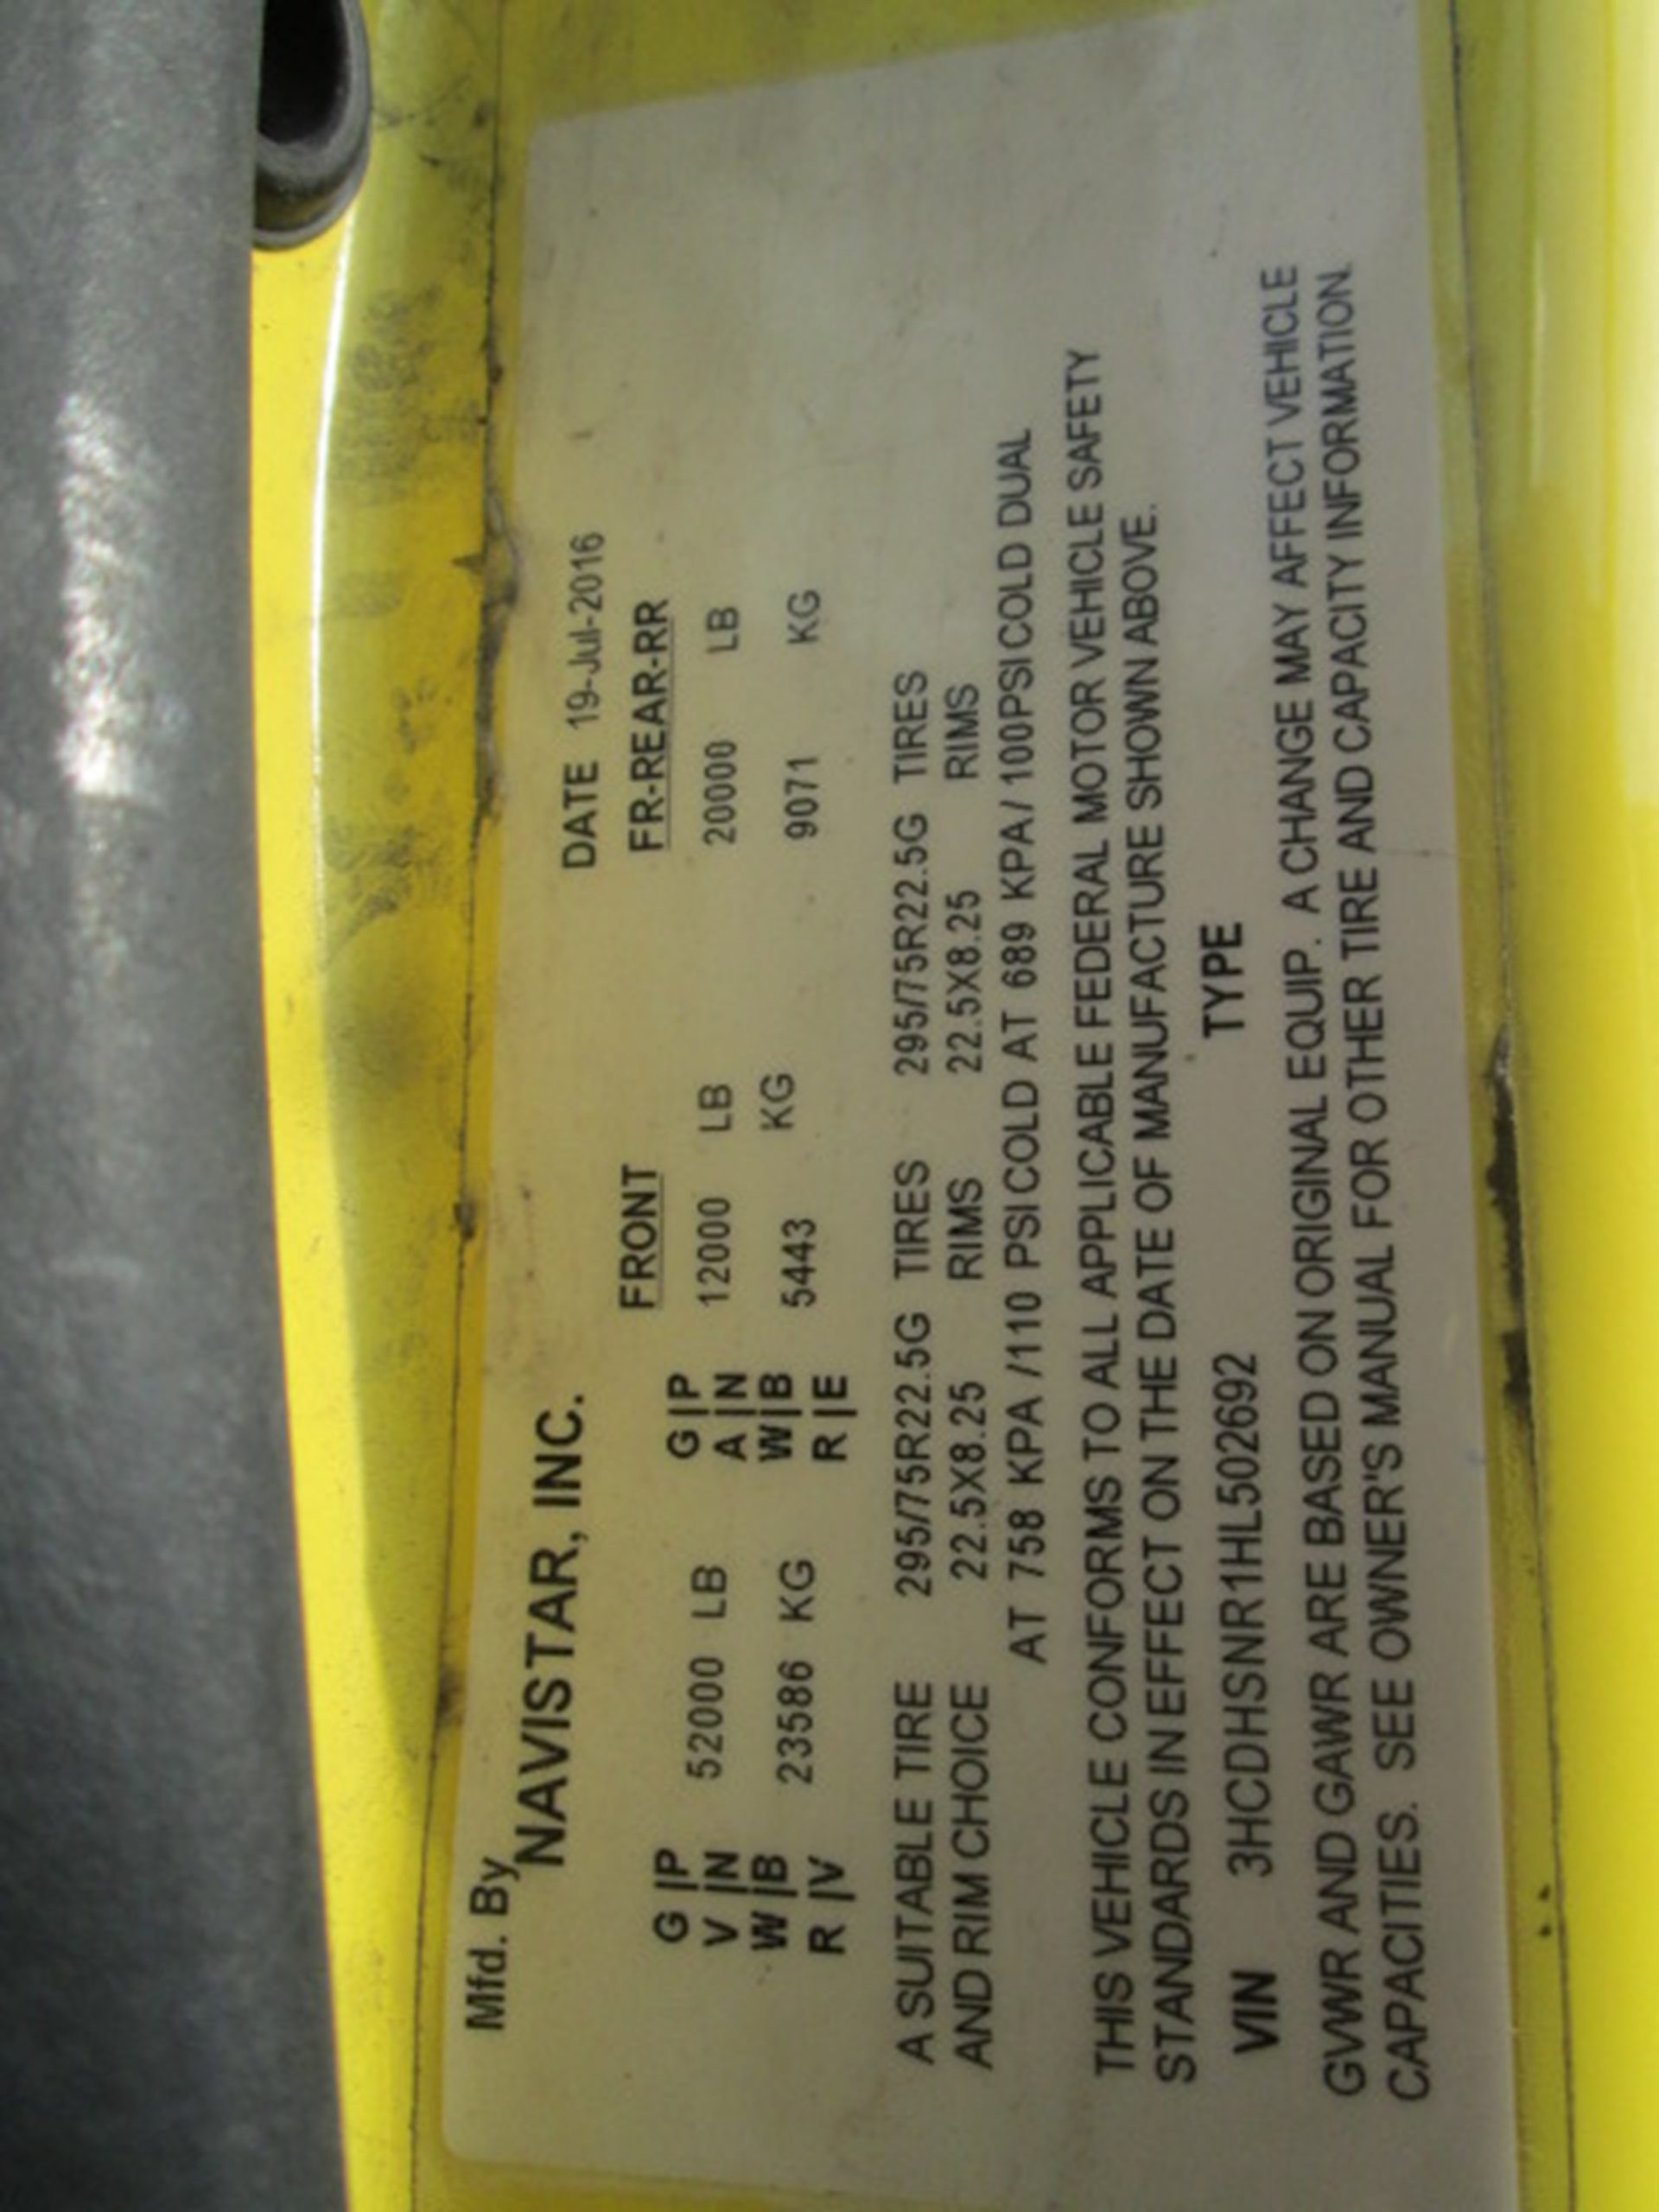 Mfd. By
NAVISTAR, INC.
DATE 19-Jul-2016
FRONT FR-REAR-RR
G |P G |P
V |N 52000 LB A |N 12000 LB 20000 LB
W |B 23586 KG W |B 5443 KG 9071 KG
R |V R |E
A SUITABLE TIRE 295/75R22.5G TIRES 295/75R22.5G TIRES
AND RIM CHOICE 22.5X8.25 RIMS 22.5X8.25 RIMS
AT 758 KPA /110 PSI COLD AT 689 KPA/ 100PSI COLD DUAL
THIS VEHICLE CONFORMS TO ALL APPLICABLE FEDERAL MOTOR VEHICLE SAFETY
STANDARDS IN EFFECT ON THE DATE OF MANUFACTURE SHOWN ABOVE.
VIN 3HCDHSNR1HL502692 TYPE
GVWR AND GAWR ARE BASED ON ORIGINAL EQUIP. A CHANGE MAY AFFECT VEHICLE
CAPACITIES. SEE OWNER'S MANUAL FOR OTHER TIRE AND CAPACITY INFORMATION.